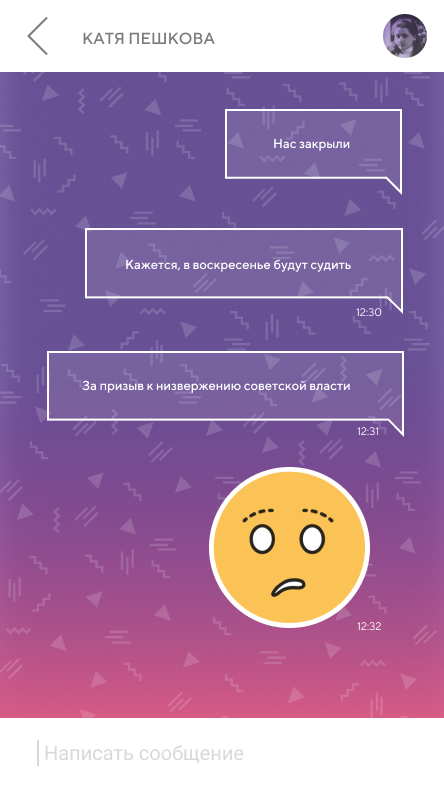 КАТЯ ПЕШКОВА
Нас закрыли
Кажется, в воскресенье будут судить
12:30
За призыв к низвержению советской власти
12:31
12:32
Написать сообщение